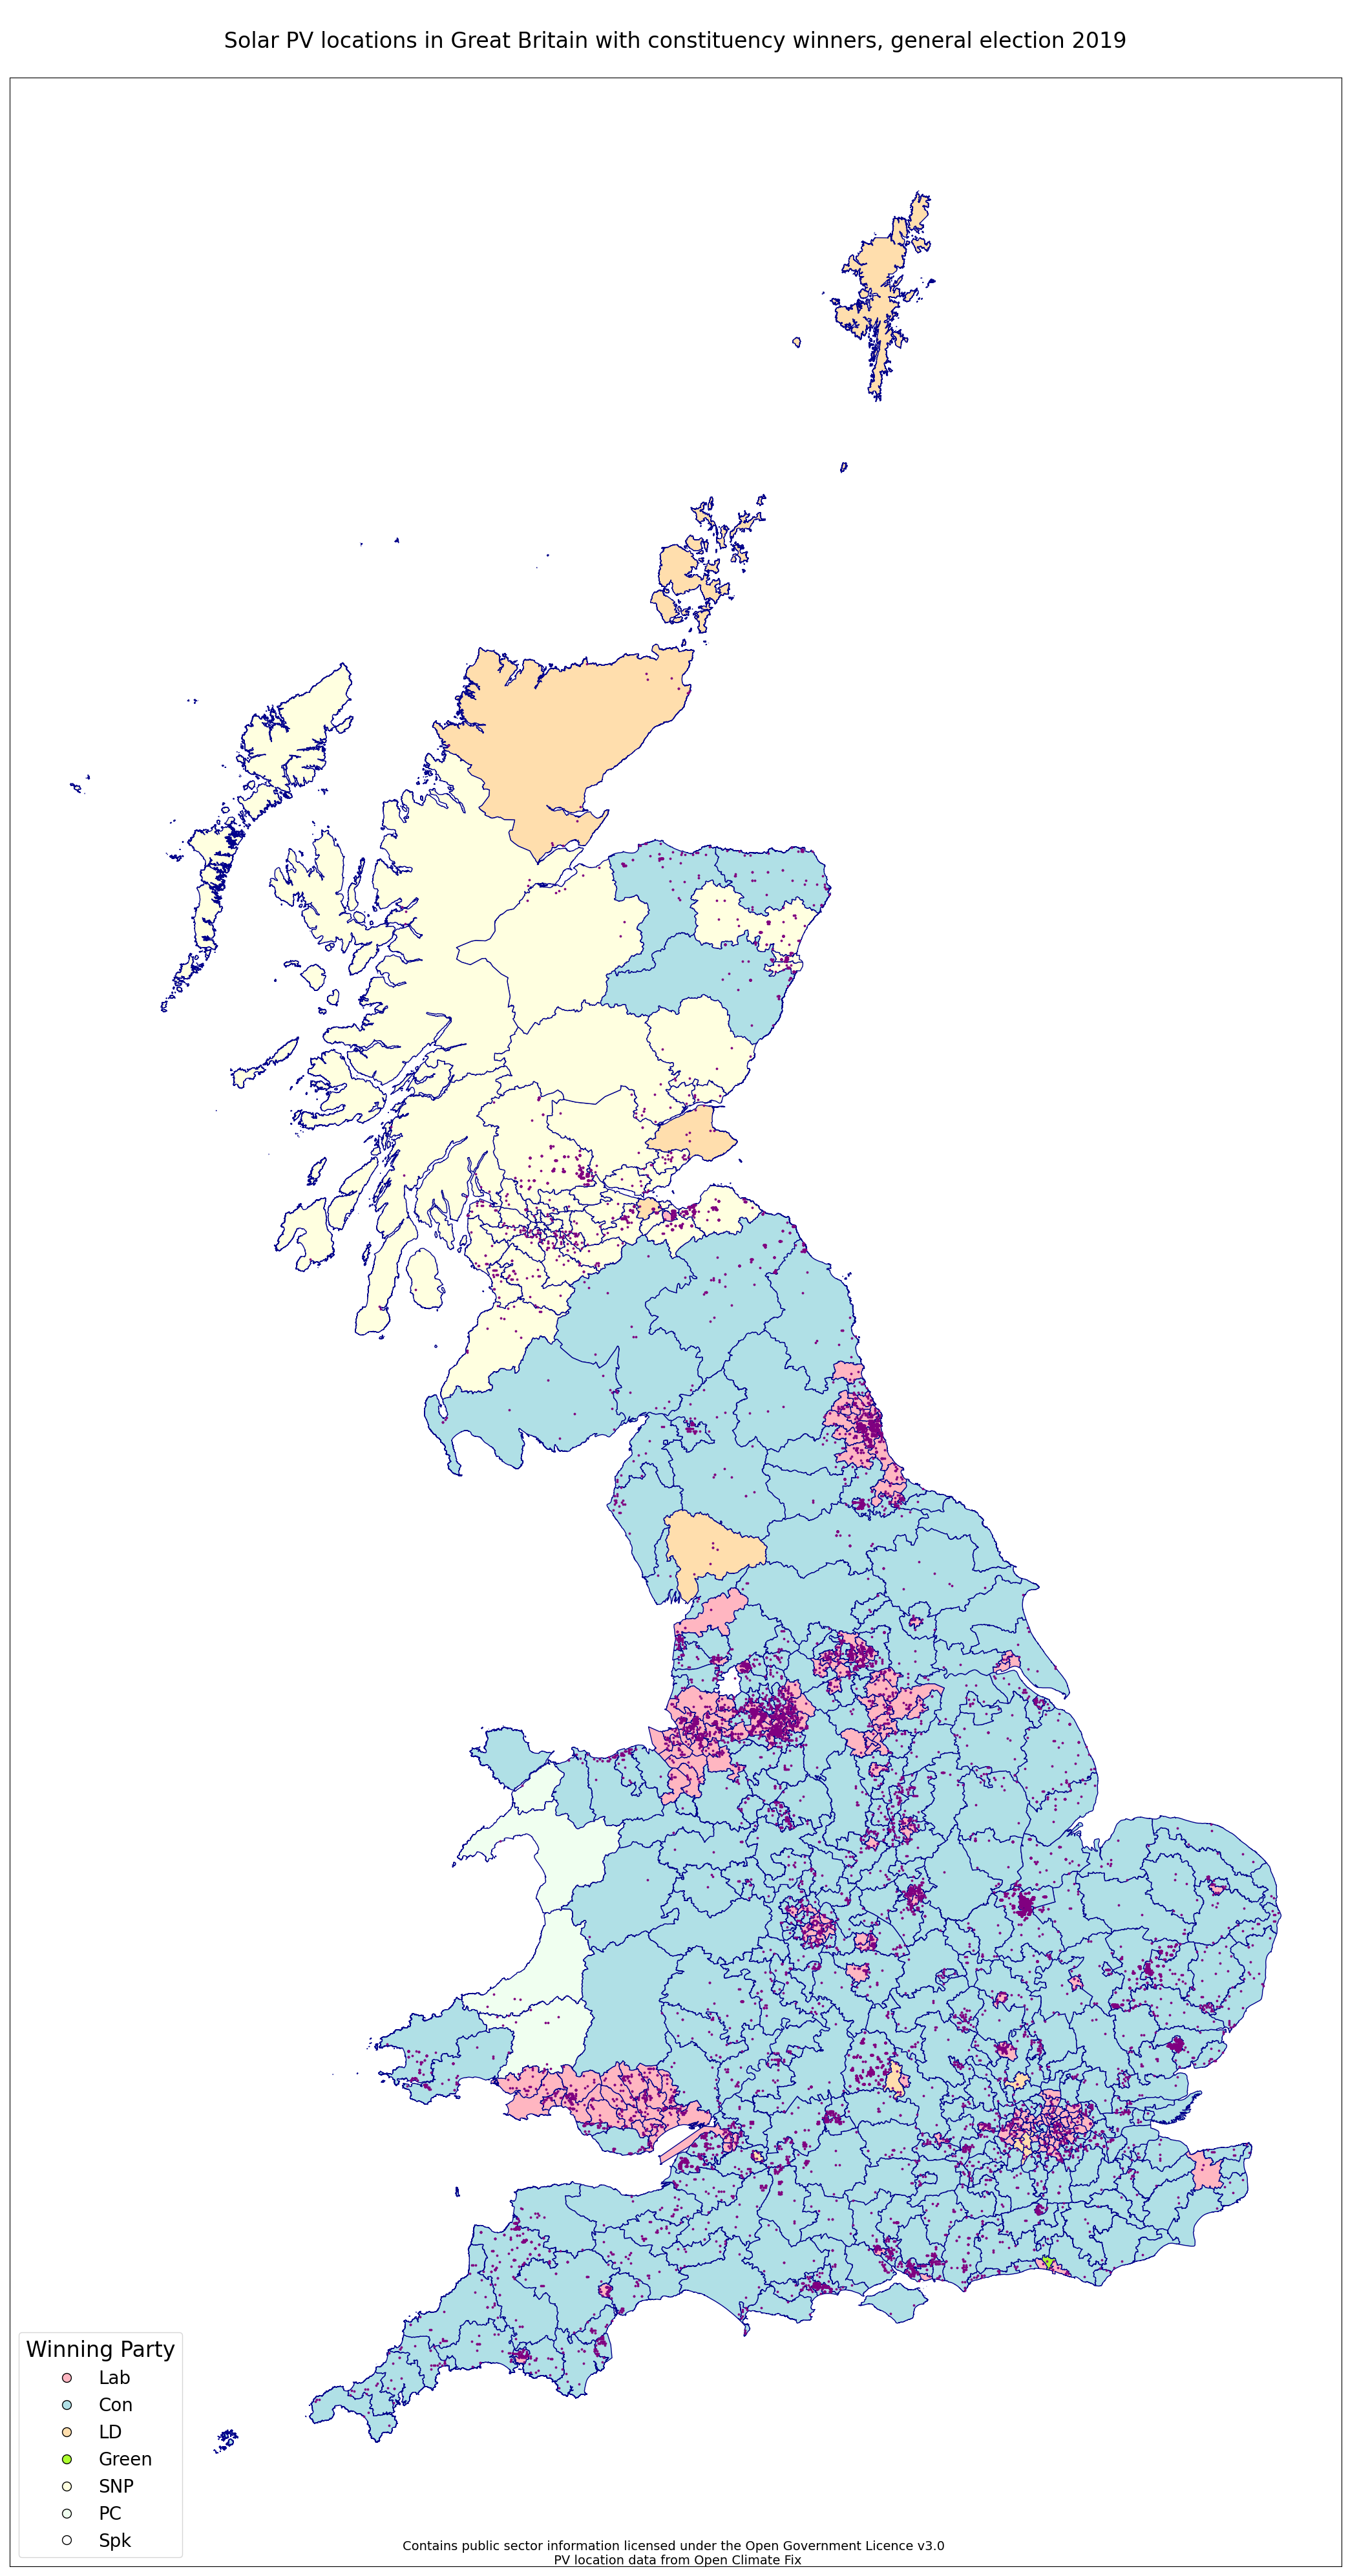 Solar PV locations in Great Britain with constituency winners, general election 2019
Winning Party
Lab
Con
LD
Green
SNP
PC
Spk
Contains public sector information licensed under the Open Government Licence v3.0
PV location data from Open Climate Fix